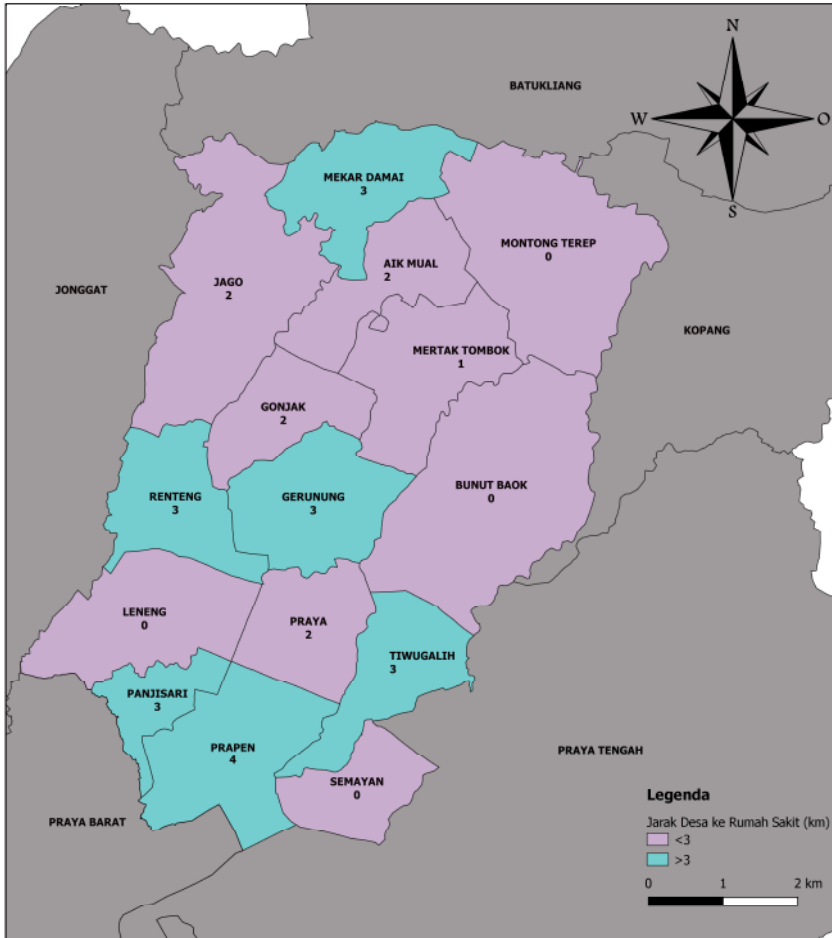 N
BATUKLIANG
W
O
S
MEKAR DAMAI
3
MONTONG TEREP
0
AIK MUAL
2
JONGGAT
JAGO
2
KOPANG
MERTAK TOMBOK
1
GONJAK
2
BUNUT BAOK
0
RENTENG
3
GERUNUNG
3
LENENG
0
PRAYA
2
TIWUGALIH
3
PANJISARI
3
PRAPEN
4
PRAYA TENGAH
SEMAYAN
0
PRAYA BARAT
Legenda
Jarak Desa ke Rumah Sakit (km)
<3
>3
0 1 2 km